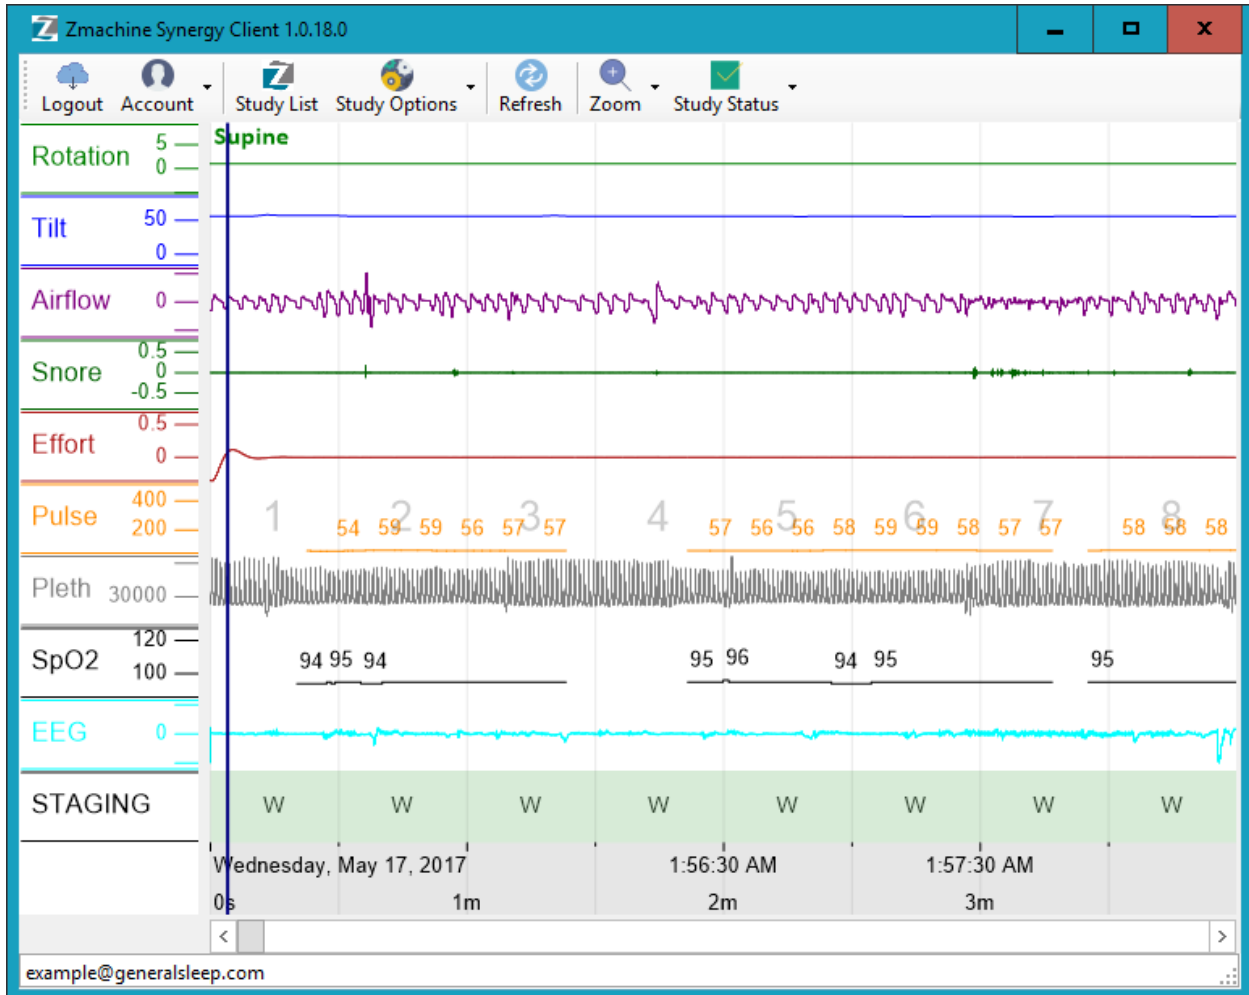 Zmachine Synergy Client 1.0.18.0
Logout Account Study List Study Options Refresh Zoom Study Status
Supine
Rotation 5 0
Tilt 50 0
Airflow 0
Snore 0.5 0 -0.5
Effort 0.5 0
Pulse 400 200
1 2 3 4 5 6 7 8
54 59 59 56 57 57 57 56 56 58 59 59 58 57 57 58 58 58
Pleth 30000
SpO2 120 100
94 95 94 95 96 94 95 95
EEG 0
STAGING W W W W W W W W
Wednesday, May 17, 2017 1:56:30 AM 1:57:30 AM
0s 1m 2m 3m
example@generalsleep.com